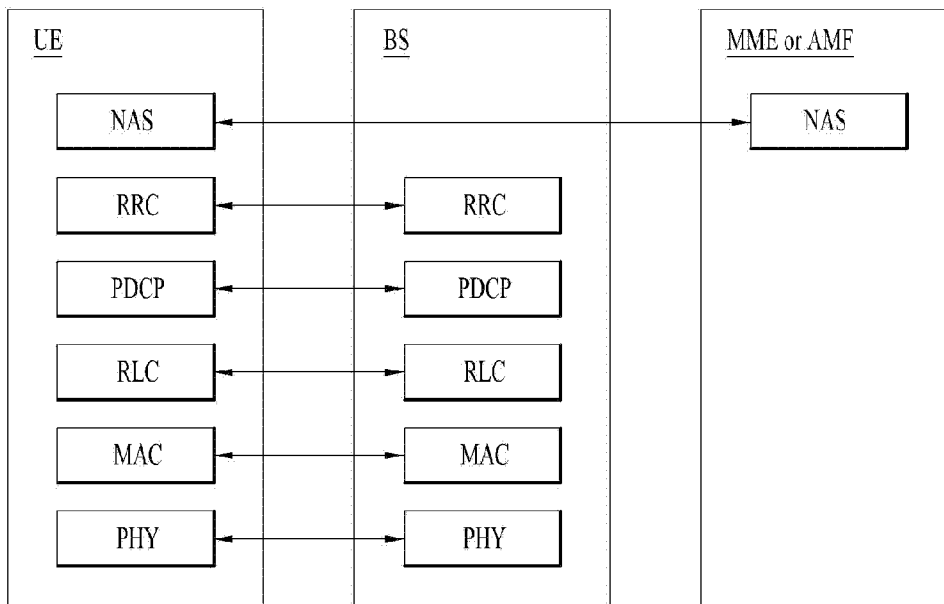 UE BS MME or AMF
NAS NAS
RRC RRC
PDCP PDCP
RLC RLC
MAC MAC
PHY PHY